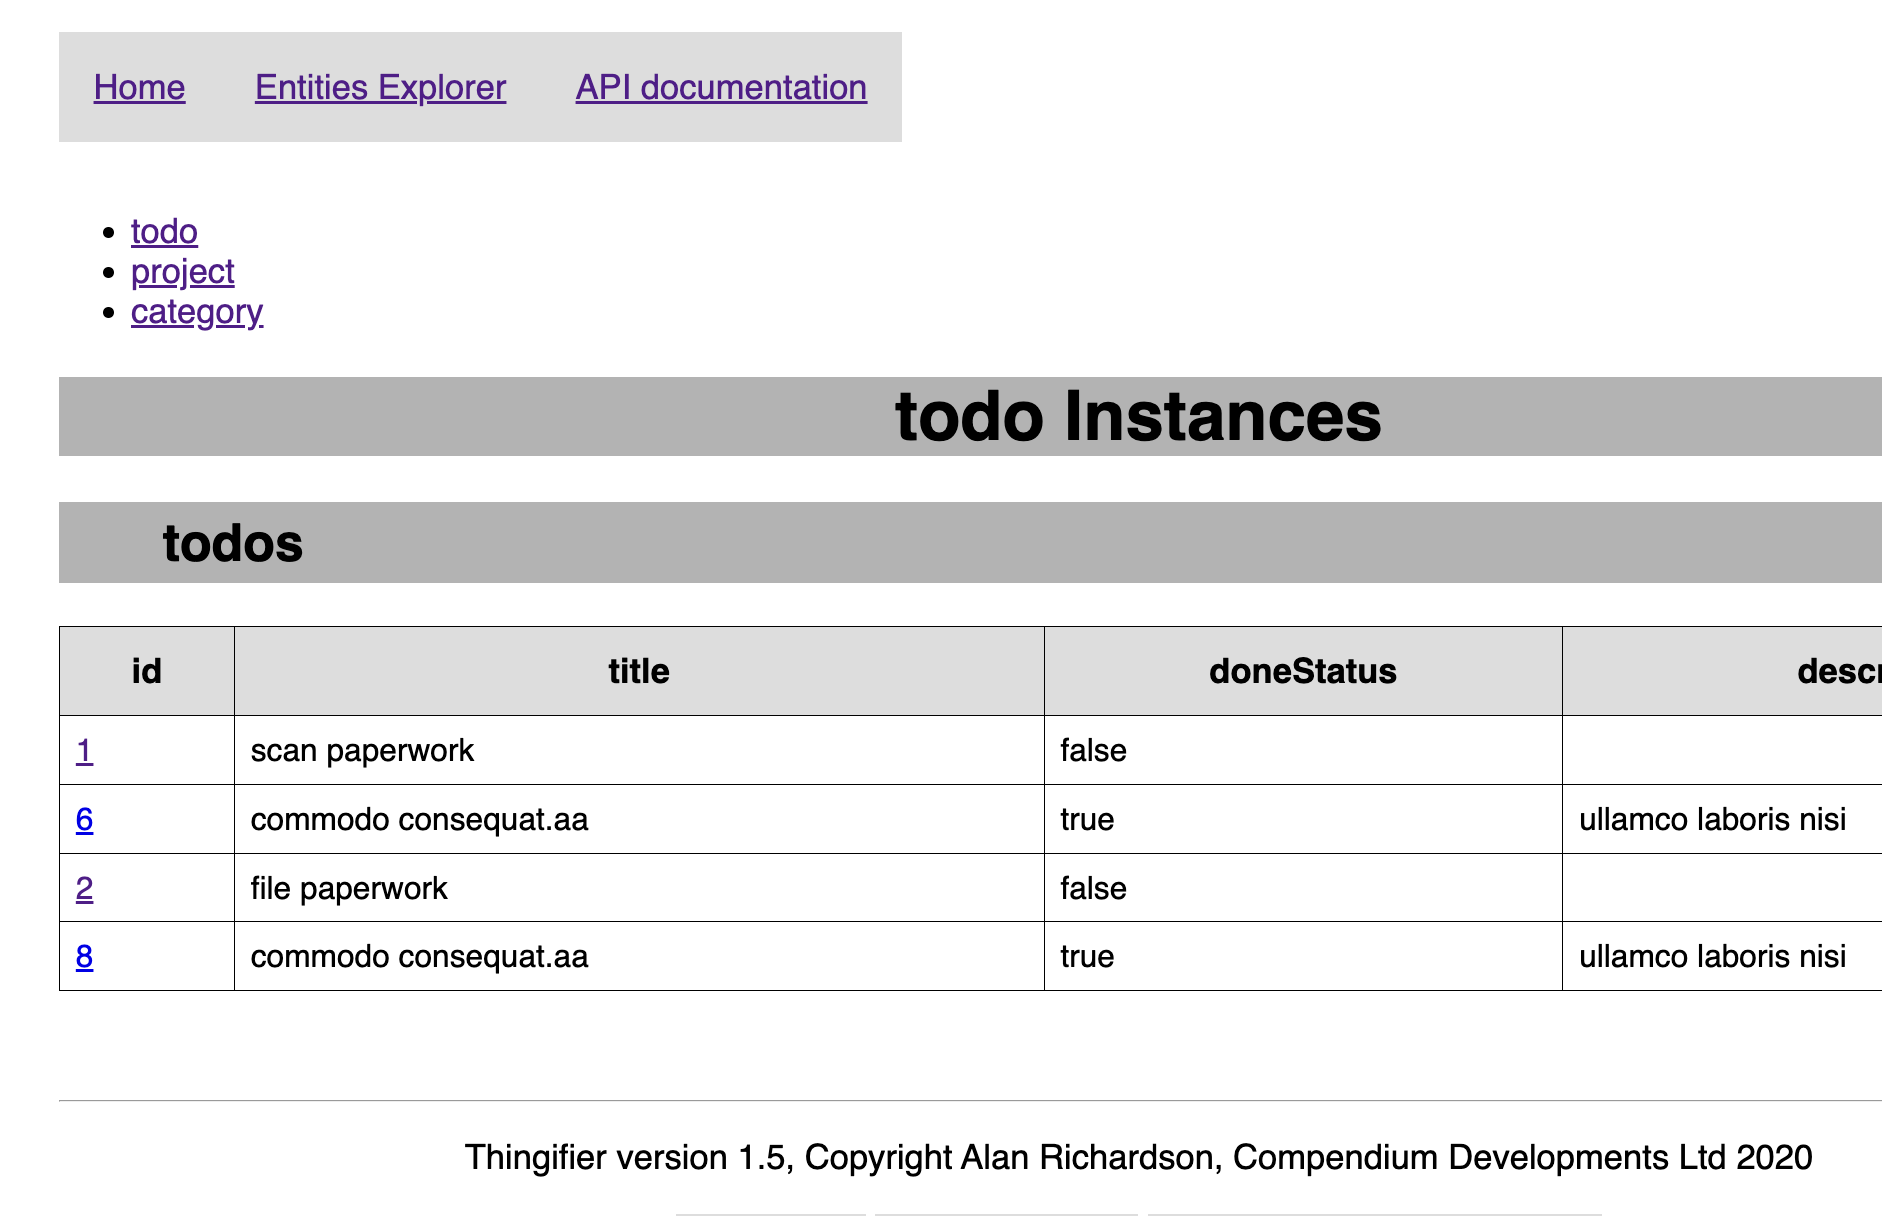 Home Entities Explorer API documentation
todo
project
category
todo Instances
todos
id title doneStatus descr
1 scan paperwork false
6 commodo consequat.aa true ullamco laboris nisi
2 file paperwork false
8 commodo consequat.aa true ullamco laboris nisi
Thingifier version 1.5, Copyright Alan Richardson, Compendium Developments Ltd 2020